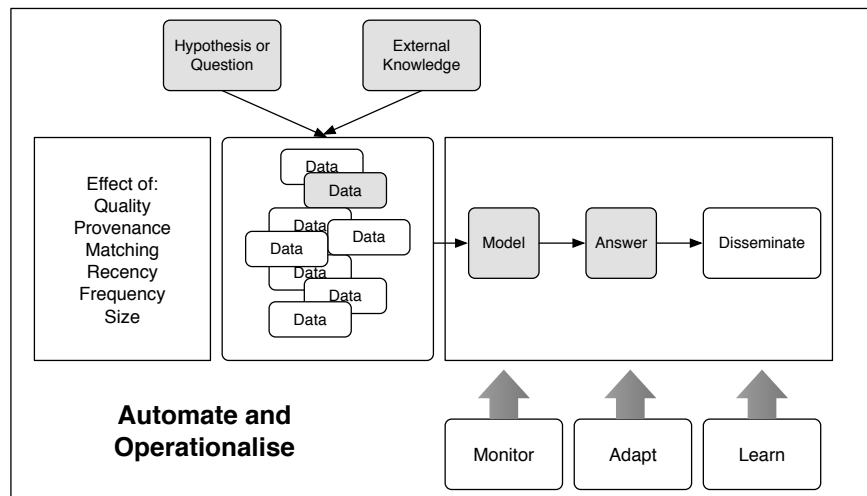 Hypothesis or
Question
External
Knowledge
Effect of:
Quality
Provenance
Matching
Recency
Frequency
Size
Data
Data
Data
Data
Data
Data
Data
Data
Model
Answer
Disseminate
Automate and
Operationalise
Monitor
Adapt
Learn